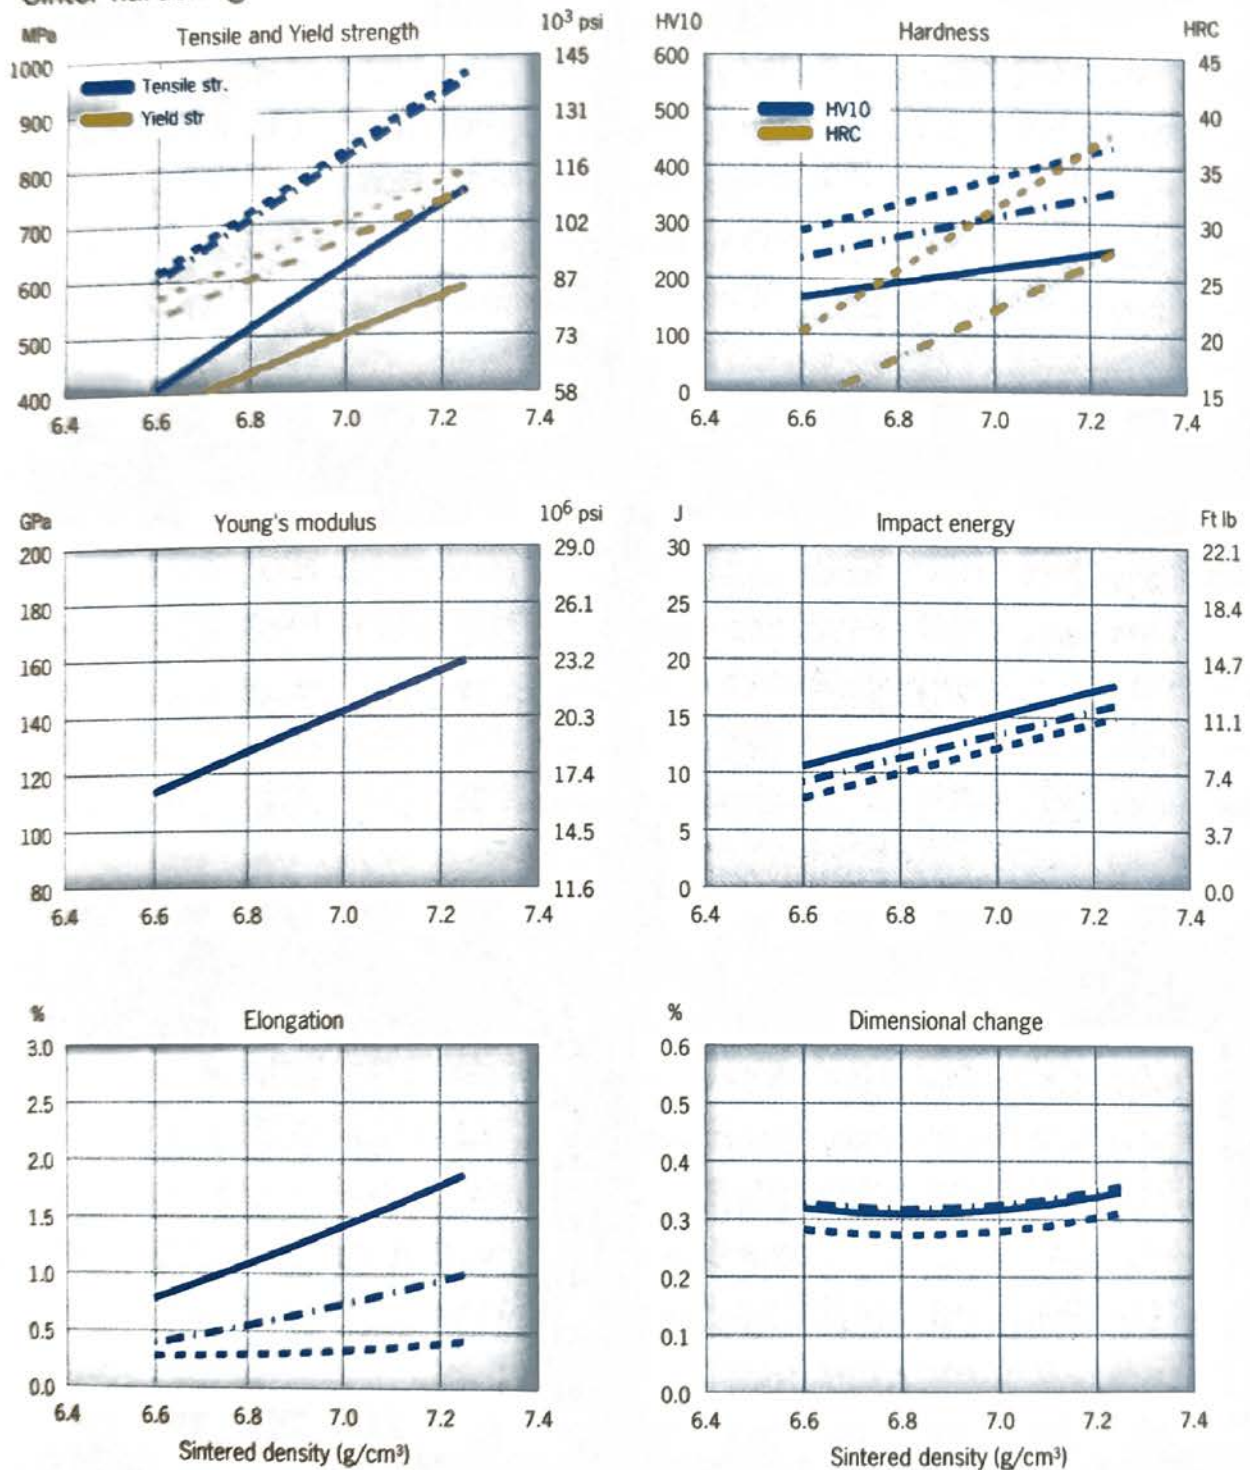 MPa
Tensile and Yield strength
10³ psi
1000
900
800
700
600
500
400
Tensile str.
Yield str
145
131
116
102
87
73
58
6.4 6.6 6.8 7.0 7.2 7.4
HV10
Hardness
HRC
600
500
400
300
200
100
0
HV10
HRC
45
40
35
30
25
20
15
6.4 6.6 6.8 7.0 7.2 7.4
GPa
Young's modulus
10⁶ psi
200
180
160
140
120
100
80
29.0
26.1
23.2
20.3
17.4
14.5
11.6
6.4 6.6 6.8 7.0 7.2 7.4
J
Impact energy
Ft lb
30
25
20
15
10
5
0
22.1
18.4
14.7
11.1
7.4
3.7
0.0
6.4 6.6 6.8 7.0 7.2 7.4
%
Elongation
3.0
2.5
2.0
1.5
1.0
0.5
0.0
6.4 6.6 6.8 7.0 7.2 7.4
Sintered density (g/cm³)
%
Dimensional change
0.6
0.5
0.4
0.3
0.2
0.1
0.0
6.4 6.6 6.8 7.0 7.2 7.4
Sintered density (g/cm³)